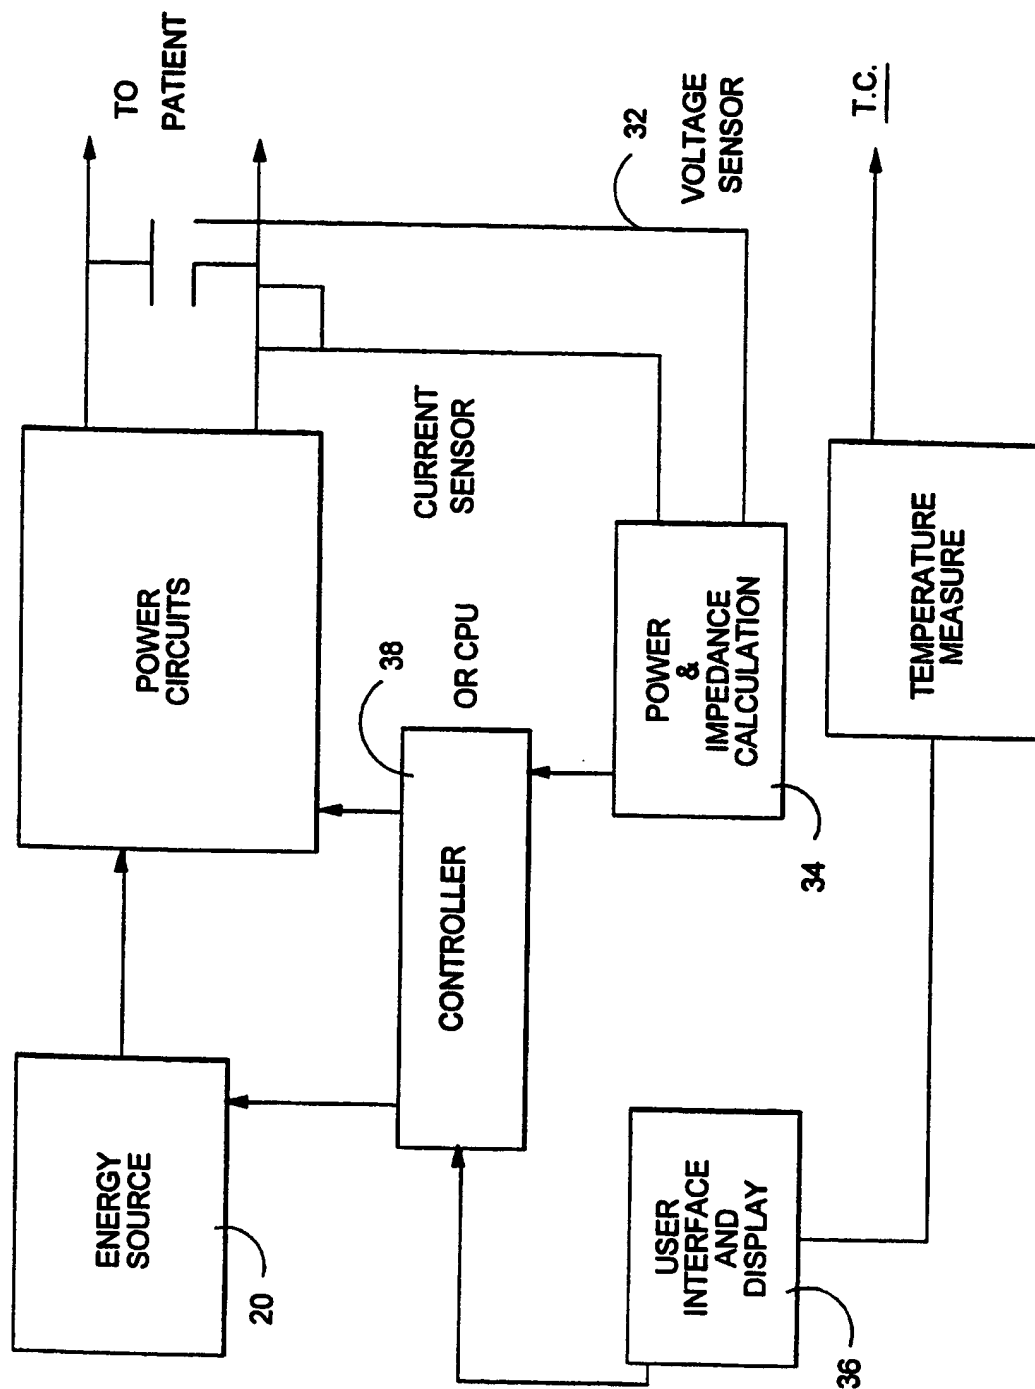 ENERGY
SOURCE
20
POWER
CIRCUITS
TO
PATIENT
CONTROLLER
38
OR CPU
CURRENT
SENSOR
32
VOLTAGE
SENSOR
USER
INTERFACE
AND
DISPLAY
36
POWER
&
IMPEDANCE
CALCULATION
34
TEMPERATURE
MEASURE
T.C.